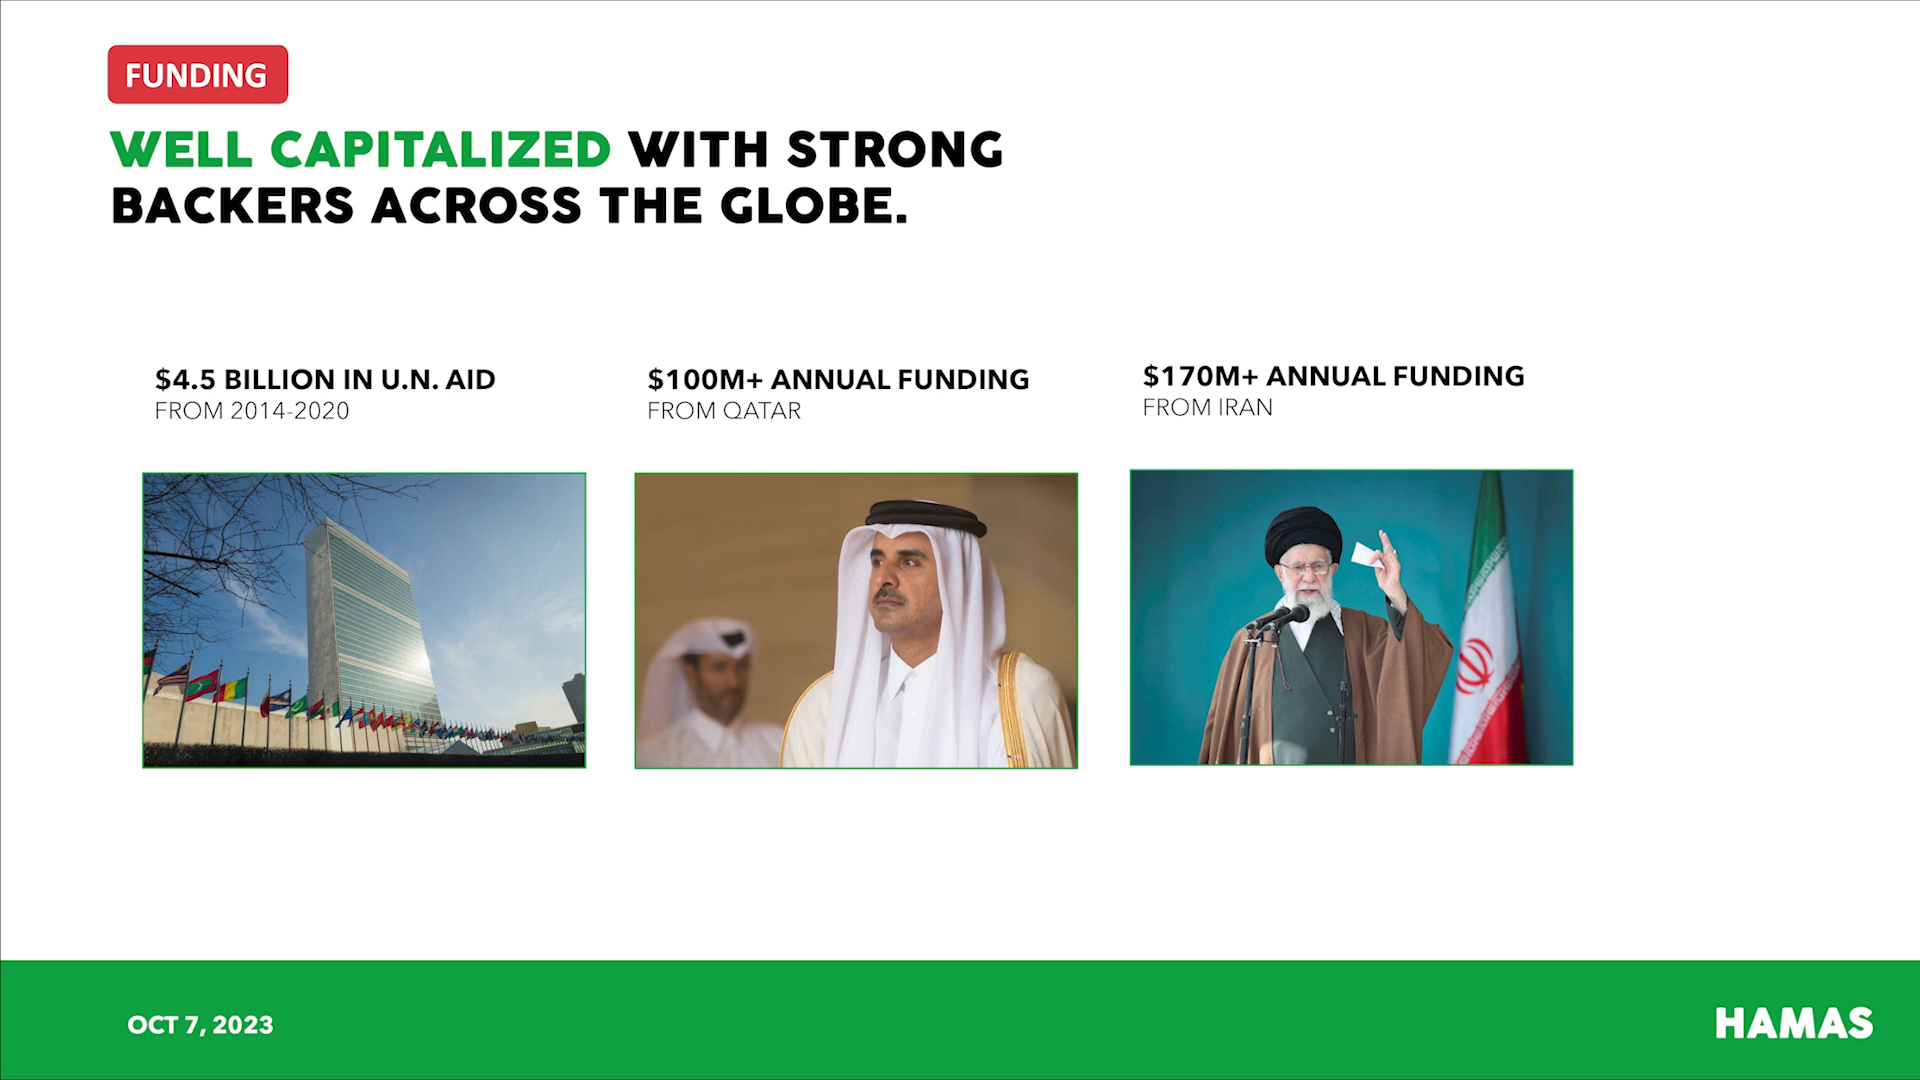 FUNDING
WELL CAPITALIZED WITH STRONG
BACKERS ACROSS THE GLOBE.
$4.5 BILLION IN U.N. AID
FROM 2014-2020
$100M+ ANNUAL FUNDING
FROM QATAR
$170M+ ANNUAL FUNDING
FROM IRAN
OCT 7, 2023
HAMAS